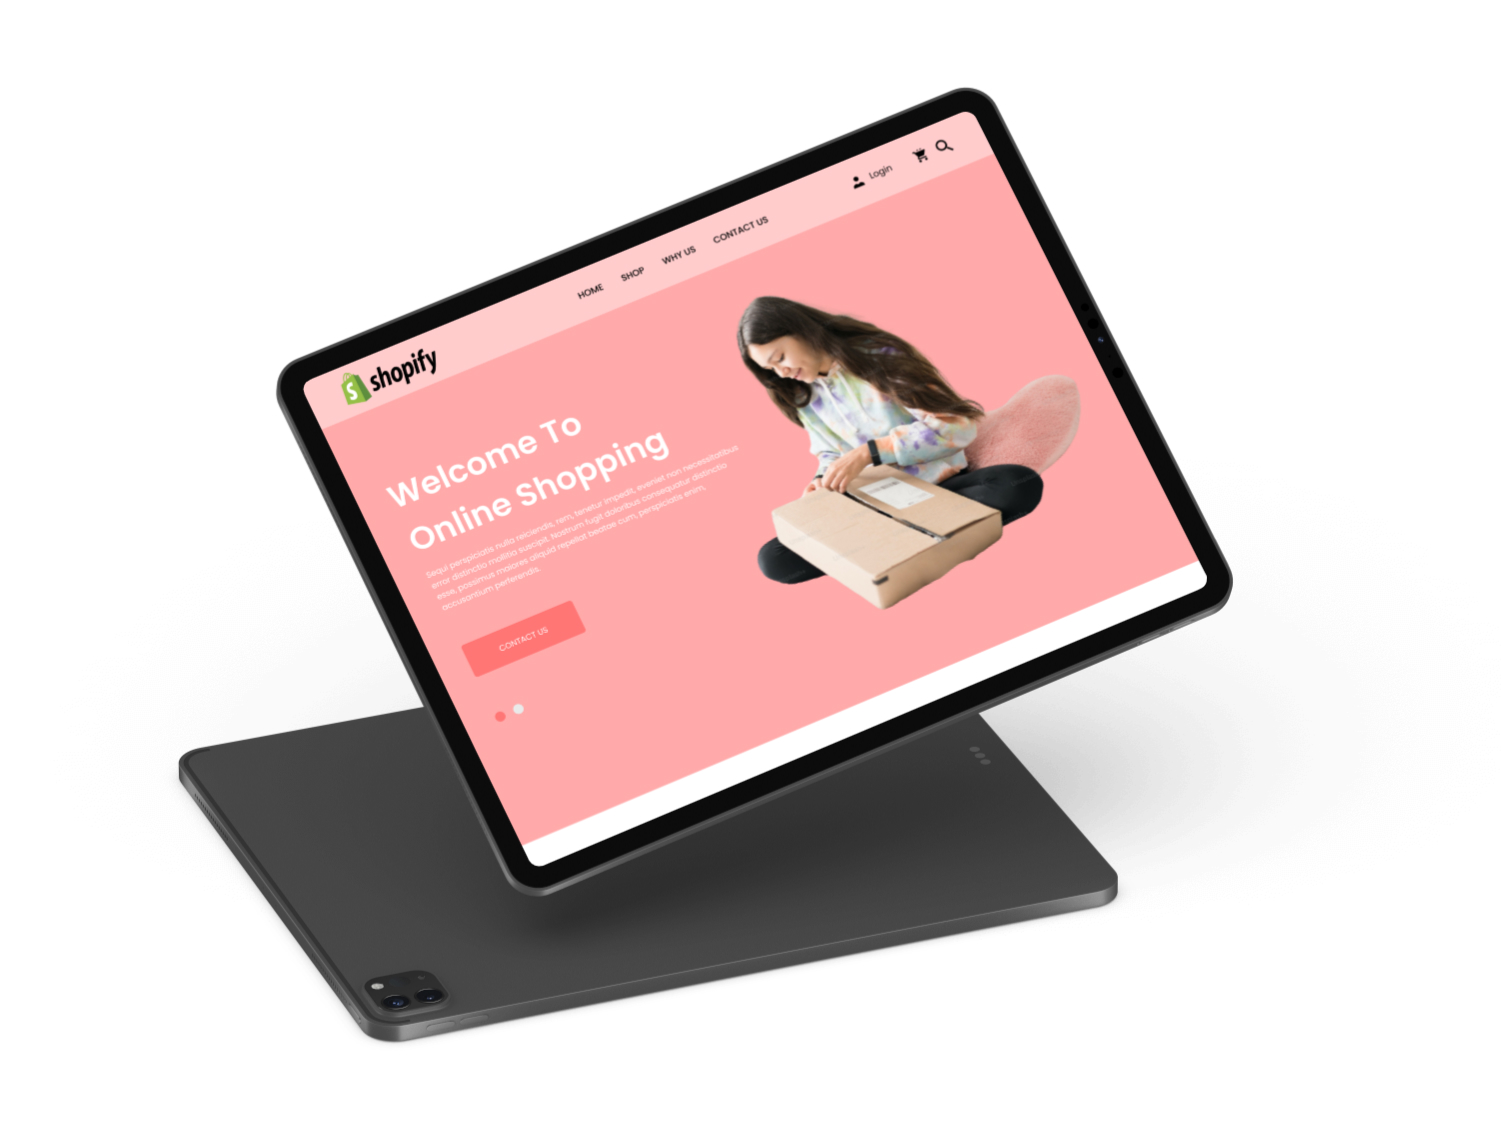 shopify
HOME SHOP WHY US CONTACT US
Login
Welcome To
Online Shopping
Sequi perspiciatis nulla reiciendis, rem, tenetur impedit, eveniet non necessitatibus
error distinctio mollitia suscipit. Nostrum fugit doloribus consequatur distinctio
esse, possimus maiores aliquid repellat beatae cum, perspiciatis enim,
accusantium perferendis.
CONTACT US